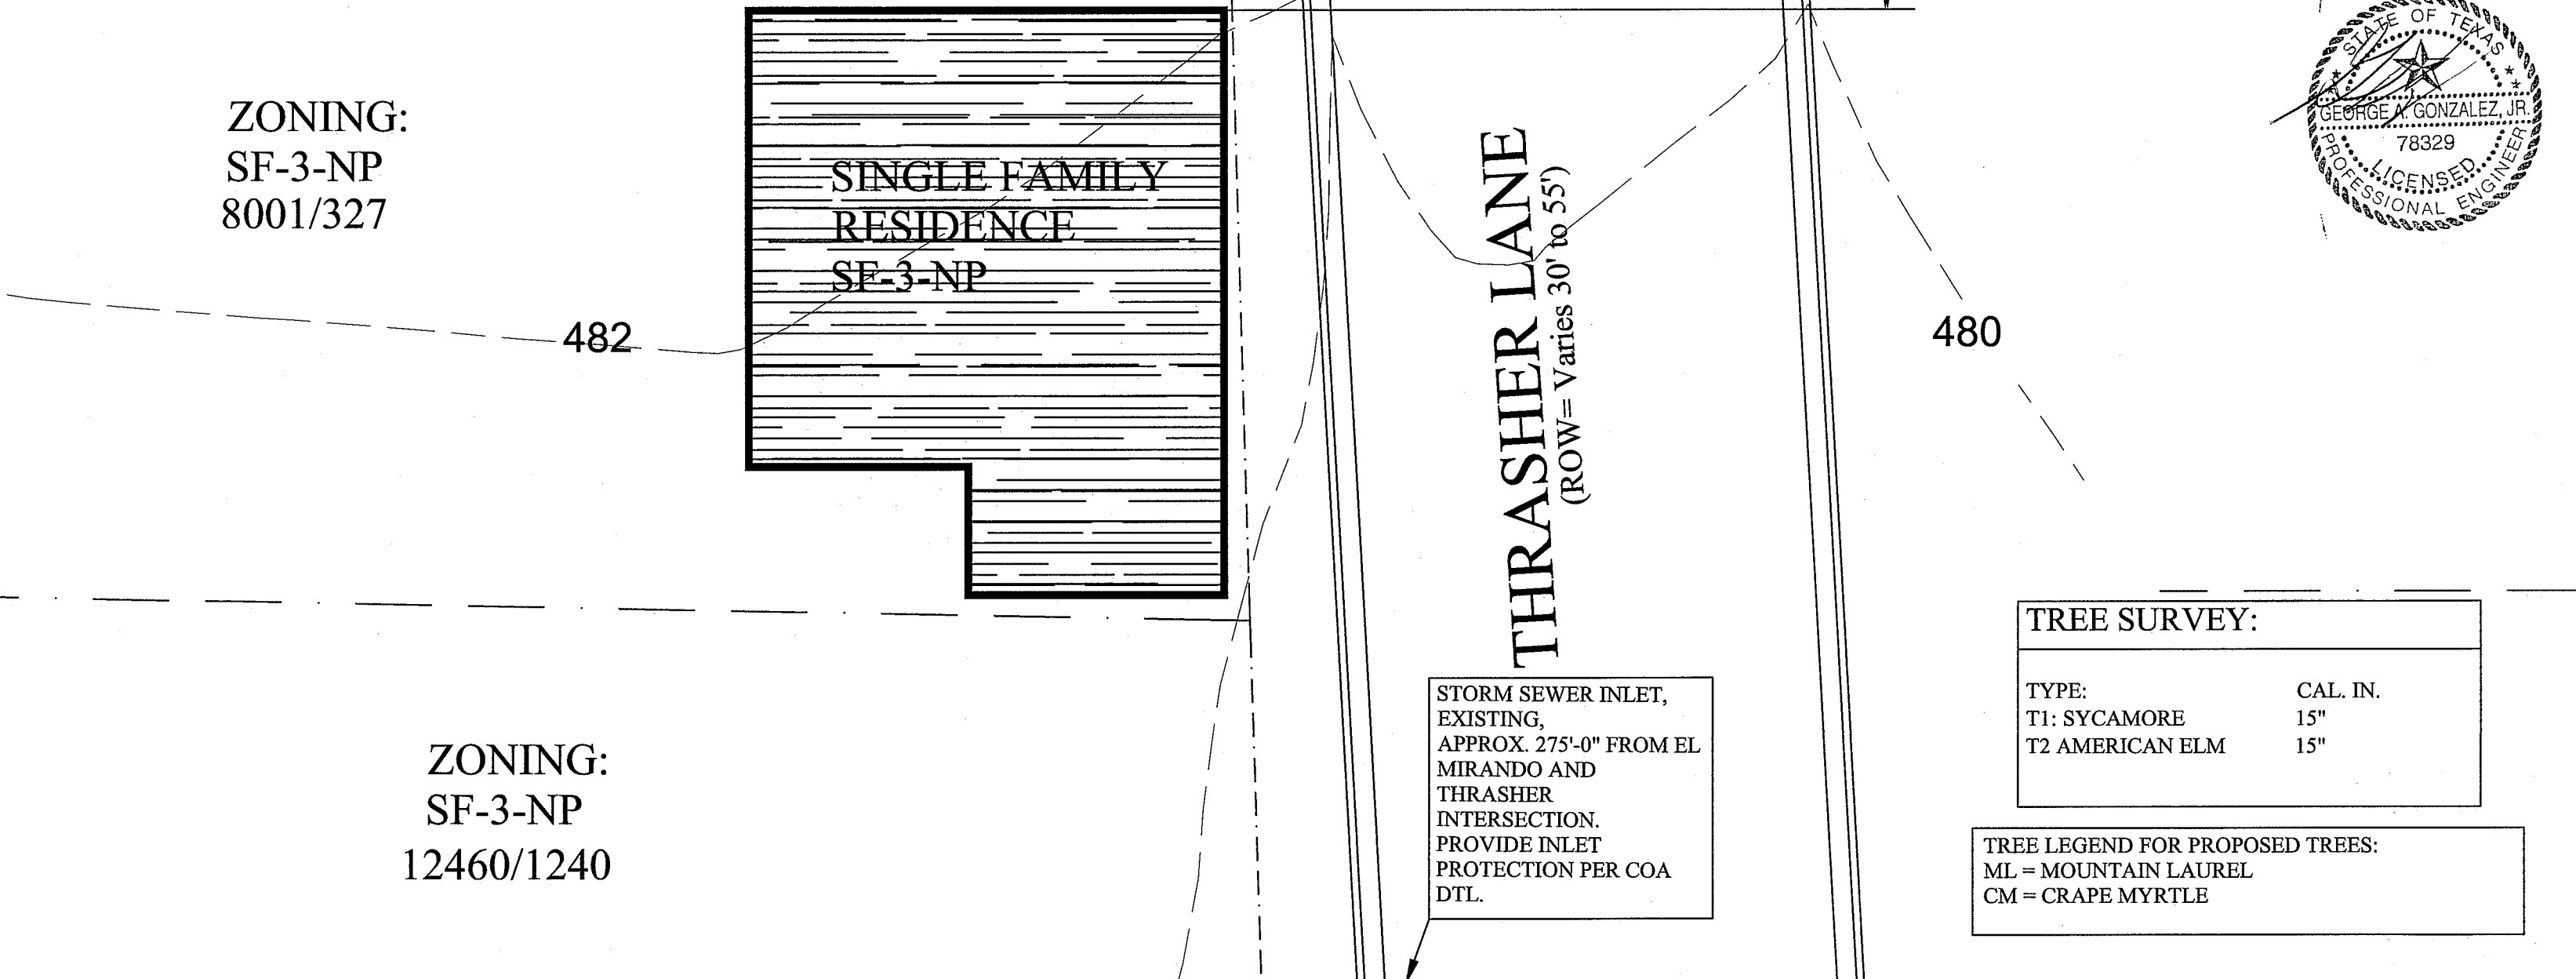 ZONING:
SF-3-NP
8001/327
SINGLE FAMILY
RESIDENCE
SF-3-NP
482
THRASHER LANE
(ROW= Varies 30' to 55')
480
STATE OF TEXAS
GEORGE A. GONZALEZ, JR.
78329
LICENSED
PROFESSIONAL ENGINEER
ZONING:
SF-3-NP
12460/1240
STORM SEWER INLET,
EXISTING,
APPROX. 275'-0" FROM EL
MIRANDO AND
THRASHER
INTERSECTION.
PROVIDE INLET
PROTECTION PER COA
DTL.
TREE SURVEY:
TYPE: CAL. IN.
T1: SYCAMORE 15"
T2 AMERICAN ELM 15"
TREE LEGEND FOR PROPOSED TREES:
ML = MOUNTAIN LAUREL
CM = CRAPE MYRTLE